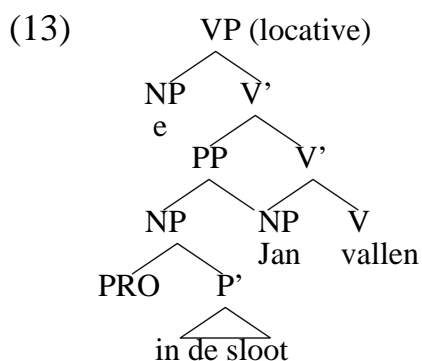 (13) VP (locative)
NP V’
e
PP V’
NP NP V
Jan vallen
PRO P’
in de sloot